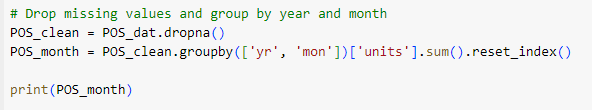 # Drop missing values and group by year and month
POS_clean = POS_dat.dropna()
POS_month = POS_clean.groupby(['yr', 'mon'])['units'].sum().reset_index()
print(POS_month)